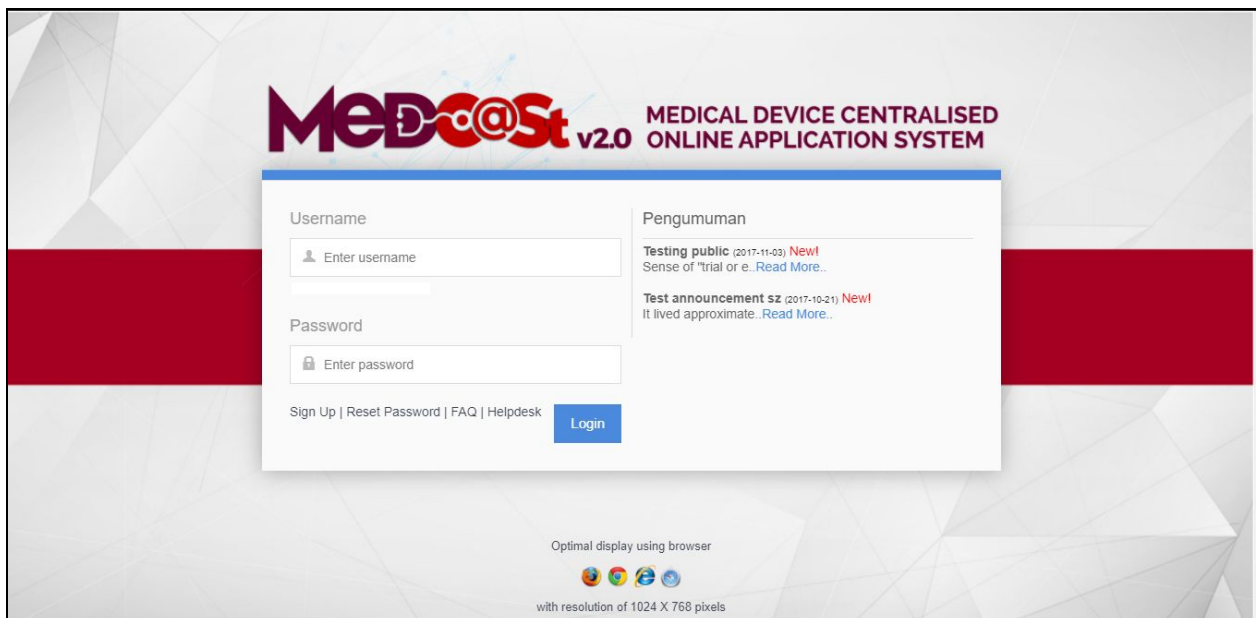 MeDC@St v2.0
MEDICAL DEVICE CENTRALISED
ONLINE APPLICATION SYSTEM
Username
Enter username
Password
Enter password
Sign Up | Reset Password | FAQ | Helpdesk
Login
Pengumuman
Testing public (2017-11-03) New!
Sense of "trial or e..Read More..
Test announcement sz (2017-10-21) New!
It lived approximate..Read More..
Optimal display using browser
with resolution of 1024 X 768 pixels